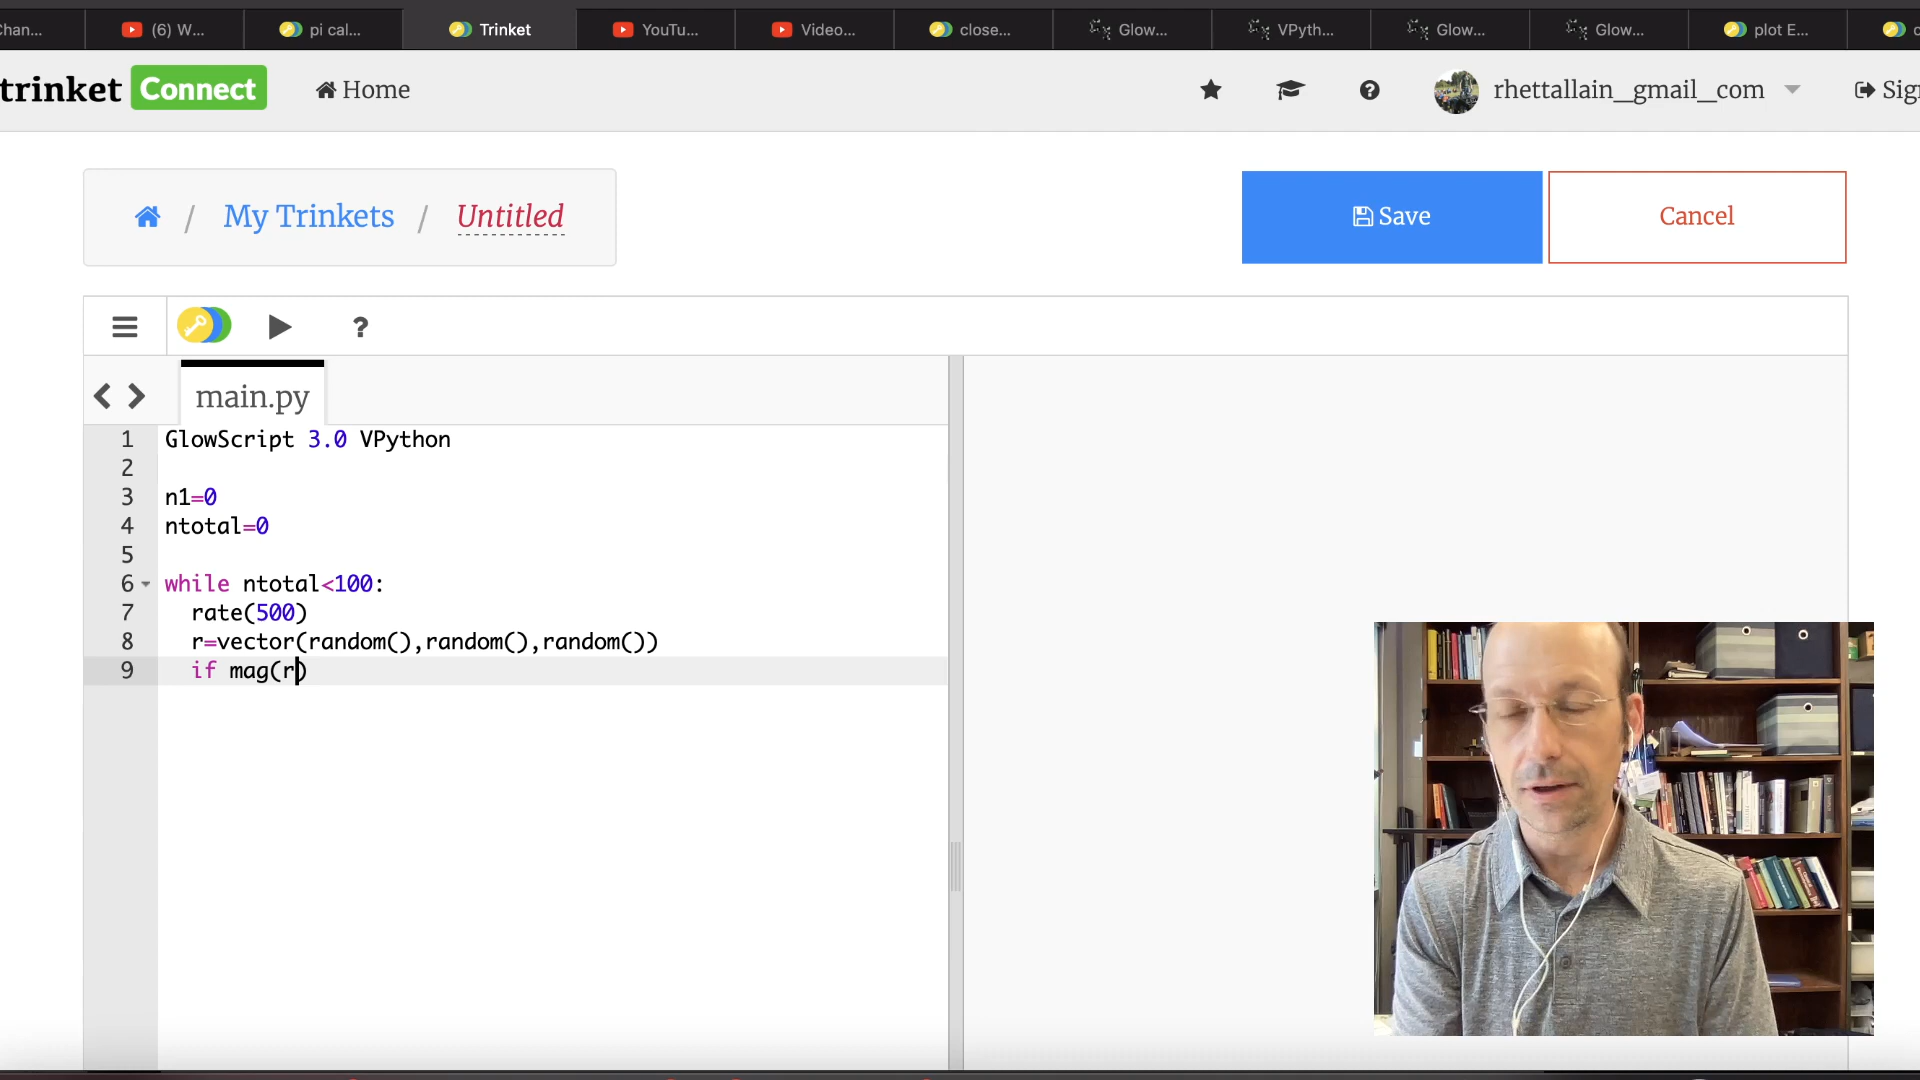 Chan...
(6) W...
pi cal...
Trinket
YouTu...
Video...
close...
Glow...
VPyth...
Glow...
Glow...
plot E...
trinket Connect
Home
?
rhettallain_gmail_com
Sign
/ My Trinkets / Untitled
Save
Cancel
?
main.py
1 GlowScript 3.0 VPython
2
3 n1=0
4 ntotal=0
5
6 while ntotal<100:
7 rate(500)
8 r=vector(random(),random(),random())
9 if mag(r)